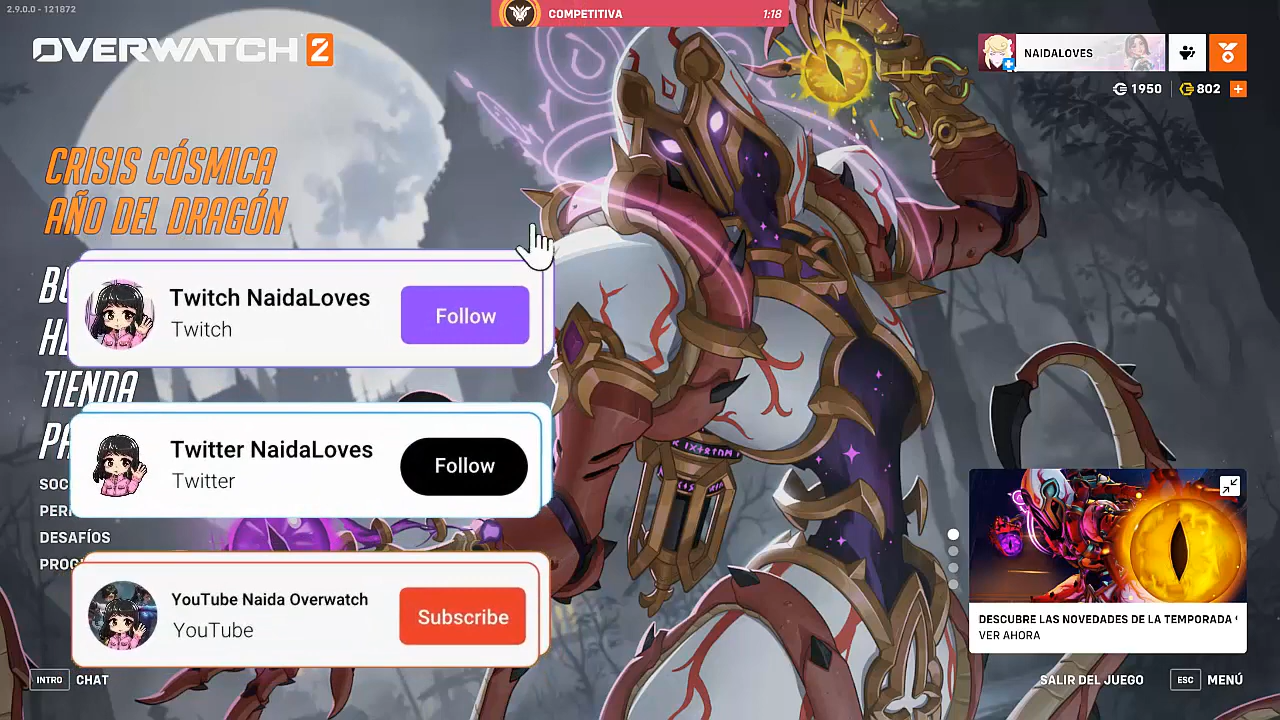 2.9.0.0 - 121872
COMPETITIVA
1:18
OVERWATCH 2
NAIDALOVES
1950
802
CRISIS CÓSMICA
AÑO DEL DRAGÓN
Twitch NaidaLoves
Twitch
Follow
TIENDA
Twitter NaidaLoves
Twitter
Follow
DESAFÍOS
YouTube Naida Overwatch
YouTube
Subscribe
DESCUBRE LAS NOVEDADES DE LA TEMPORADA
VER AHORA
INTRO CHAT
SALIR DEL JUEGO
ESC MENÚ